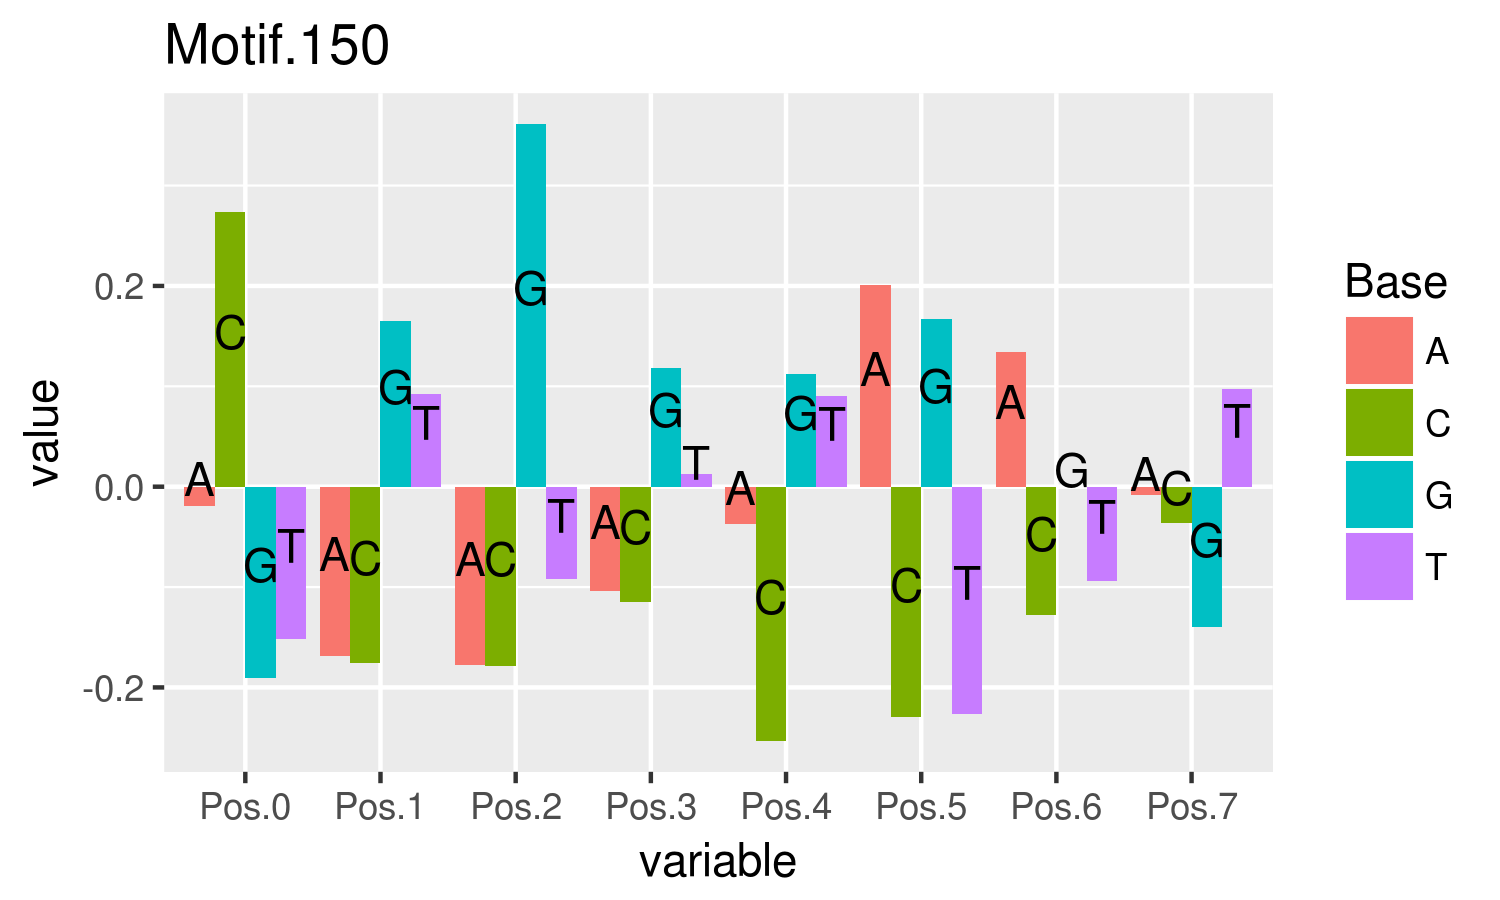 Motif.150
value
0.2
0.0
-0.2
A C G T
A C G T
A C G T
A C G T
A C G T
A C G T
A C G T
A C G T
Pos.0 Pos.1 Pos.2 Pos.3 Pos.4 Pos.5 Pos.6 Pos.7
variable
Base
A
C
G
T